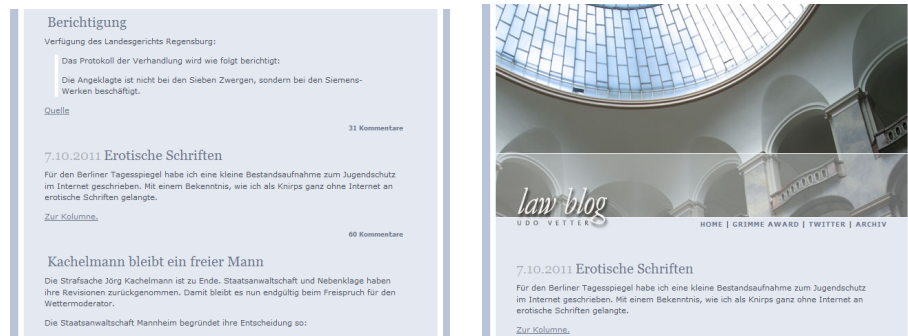 Berichtigung
Verfügung des Landesgerichts Regensburg:
Das Protokoll der Verhandlung wird wie folgt berichtigt:
Die Angeklagte ist nicht bei den Sieben Zwergen, sondern bei den Siemens-
Werken beschäftigt.
Quelle
31 Kommentare
7.10.2011 Erotische Schriften
Für den Berliner Tagesspiegel habe ich eine kleine Bestandsaufnahme zum Jugendschutz
im Internet geschrieben. Mit einem Bekenntnis, wie ich als Knirps ganz ohne Internet an
erotische Schriften gelangte.
Zur Kolumne.
60 Kommentare
Kachelmann bleibt ein freier Mann
Die Strafsache Jörg Kachelmann ist zu Ende. Staatsanwaltschaft und Nebenklage haben
ihre Revisionen zurückgenommen. Damit bleibt es nun endgültig beim Freispruch für den
Wettermoderator.
Die Staatsanwaltschaft Mannheim begründet ihre Entscheidung so:
law blog
UDO VETTER
HOME | GRIMME AWARD | TWITTER | ARCHIV
7.10.2011 Erotische Schriften
Für den Berliner Tagesspiegel habe ich eine kleine Bestandsaufnahme zum Jugendschutz
im Internet geschrieben. Mit einem Bekenntnis, wie ich als Knirps ganz ohne Internet an
erotische Schriften gelangte.
Zur Kolumne.